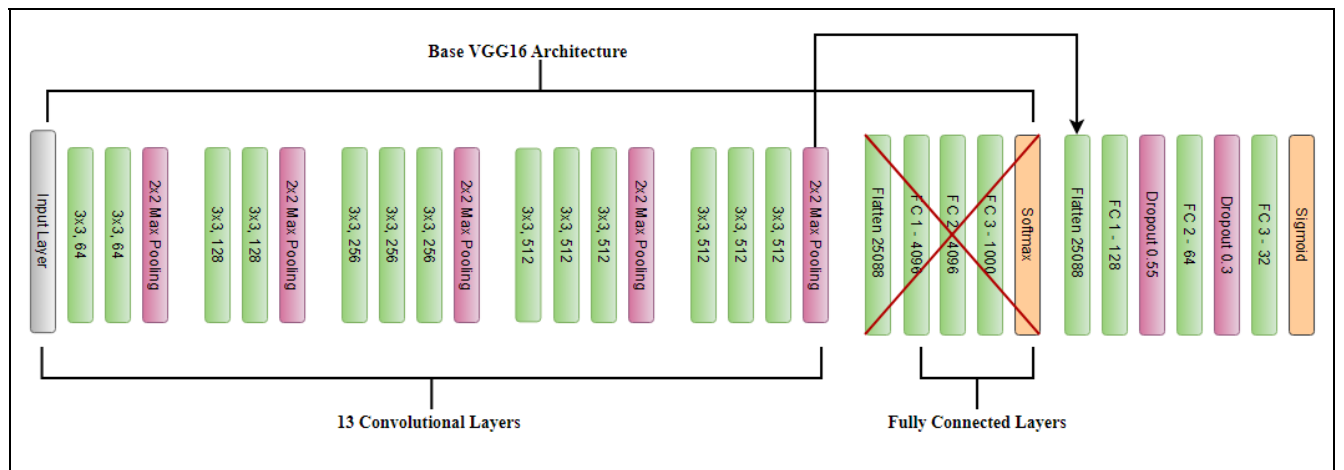 Base VGG16 Architecture
Input Layer
3x3, 64
3x3, 64
2x2 Max Pooling
3x3, 128
3x3, 128
2x2 Max Pooling
3x3, 256
3x3, 256
3x3, 256
2x2 Max Pooling
3x3, 512
3x3, 512
3x3, 512
2x2 Max Pooling
3x3, 512
3x3, 512
3x3, 512
2x2 Max Pooling
Flatten 25088
FC 1 - 4096
FC 2 - 4096
FC 3 - 1000
Softmax
Flatten 25088
FC 1 - 128
Dropout 0.55
FC 2 - 64
Dropout 0.3
FC 3 - 32
Sigmoid
13 Convolutional Layers
Fully Connected Layers